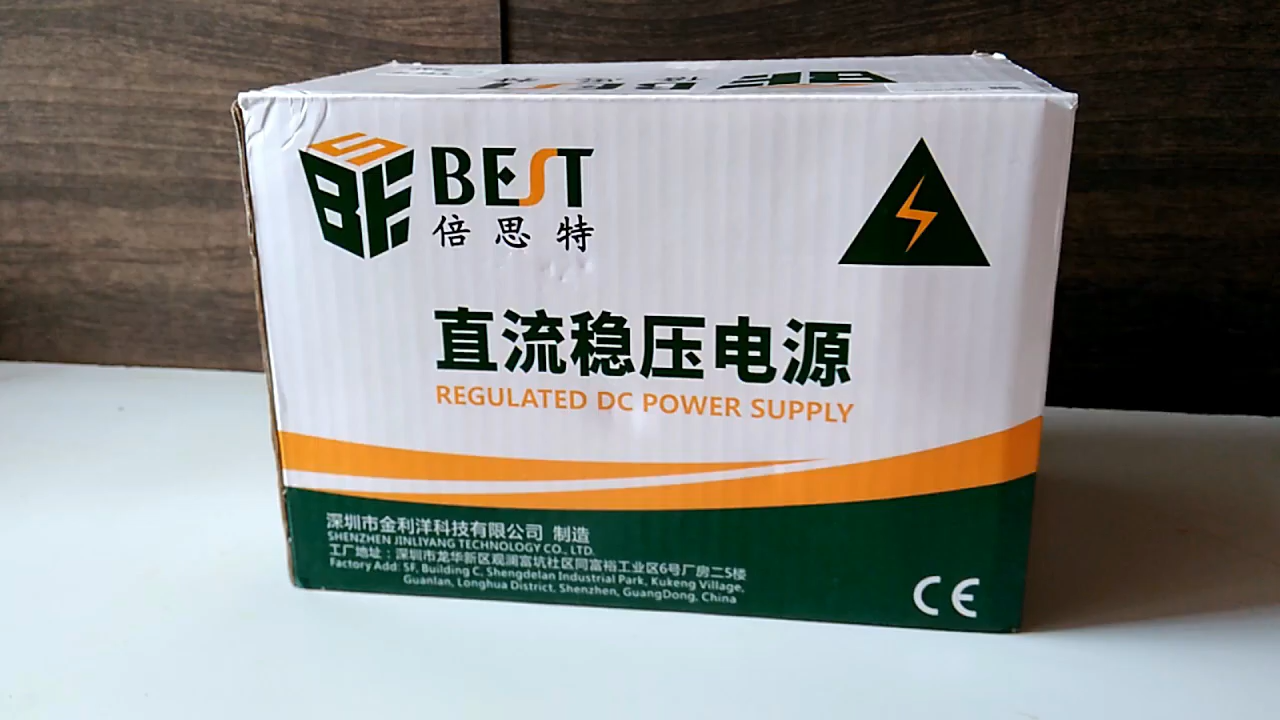 BEST
倍思特
直流稳压电源
REGULATED DC POWER SUPPLY
深圳市金利洋科技有限公司 制造
SHENZHEN JINLIYANG TECHNOLOGY CO., LTD.
工厂地址：深圳市龙华新区观澜富坑社区同富裕工业区6号厂房二5楼
Factory Add: 5F, Building C, Shengdelan Industrial Park, Kukeng Village,
Guanlan, Longhua District, Shenzhen, GuangDong, China
CE